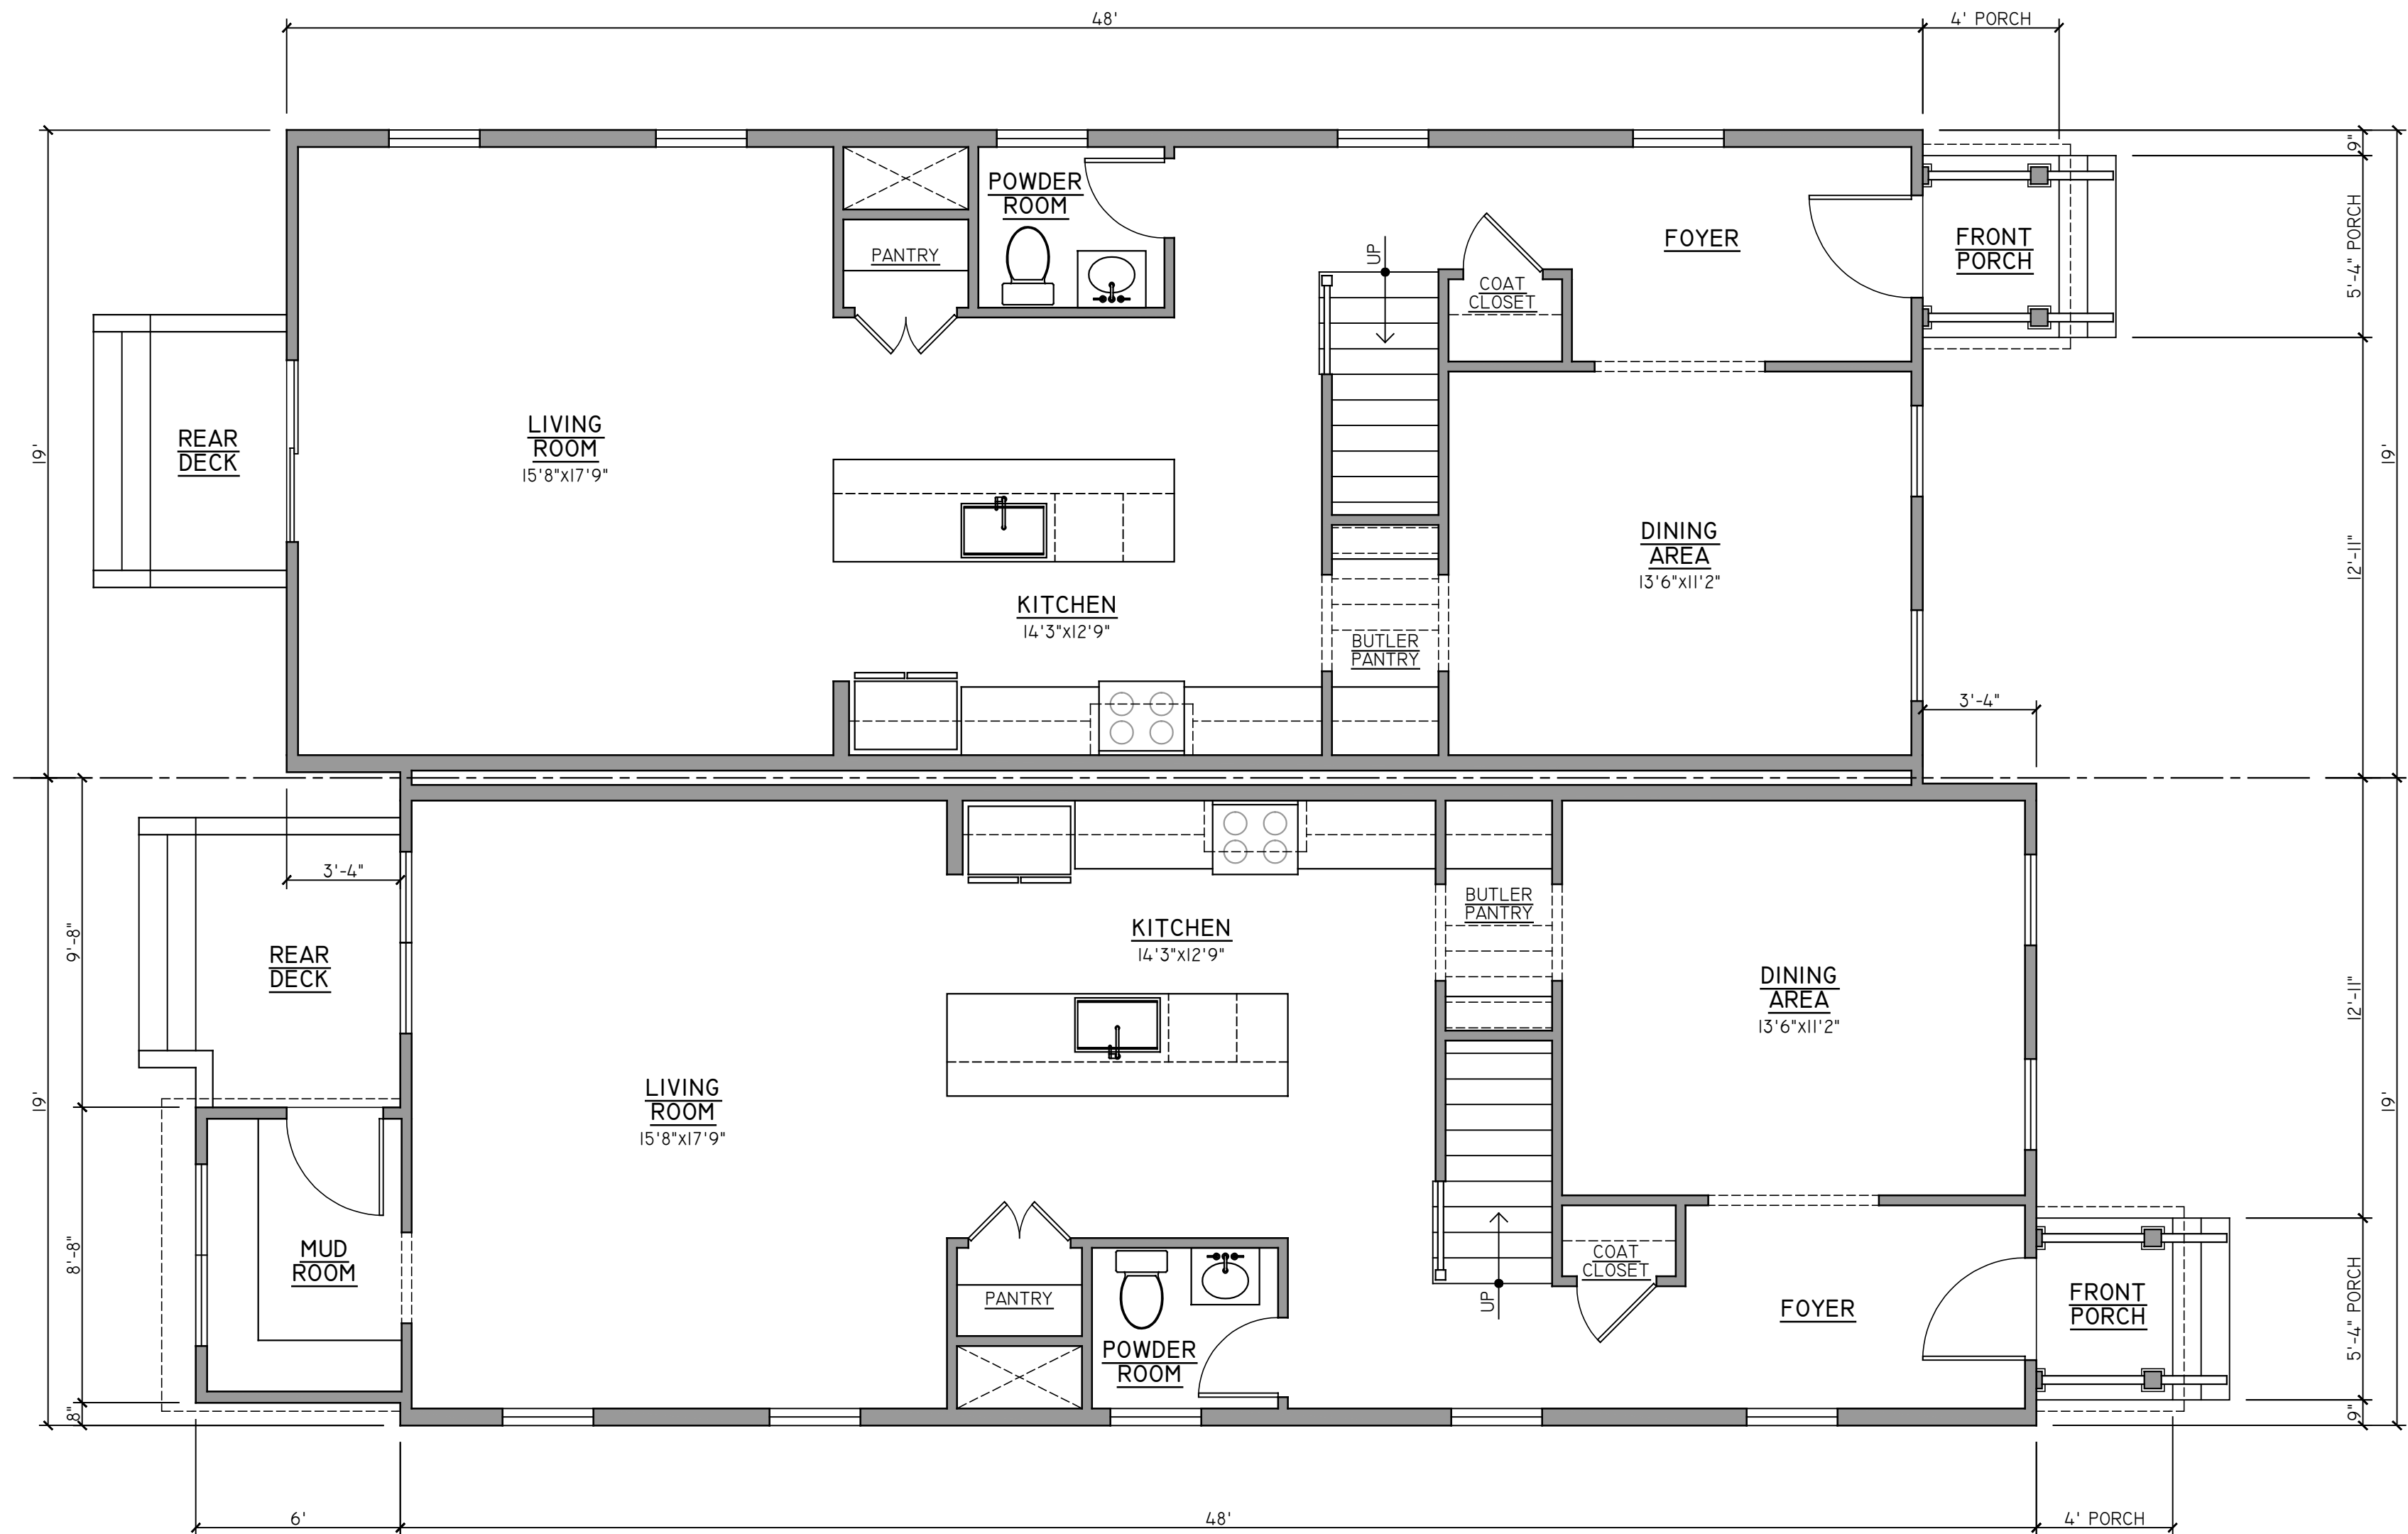 48'
4' PORCH
9"
POWDER
ROOM
PANTRY
UP
COAT
CLOSET
FOYER
FRONT
PORCH
5'-4" PORCH
19'
REAR
DECK
LIVING
ROOM
15'8"x17'9"
19'
DINING
AREA
13'6"x11'2"
12'-11"
KITCHEN
14'3"x12'9"
BUTLER
PANTRY
3'-4"
3'-4"
BUTLER
PANTRY
KITCHEN
14'3"x12'9"
9'-8"
REAR
DECK
DINING
AREA
13'6"x11'2"
12'-11"
19'
LIVING
ROOM
15'8"x17'9"
19'
8'-8"
MUD
ROOM
COAT
CLOSET
PANTRY
UP
FOYER
FRONT
PORCH
5'-4" PORCH
POWDER
ROOM
8"
9"
6'
48'
4' PORCH